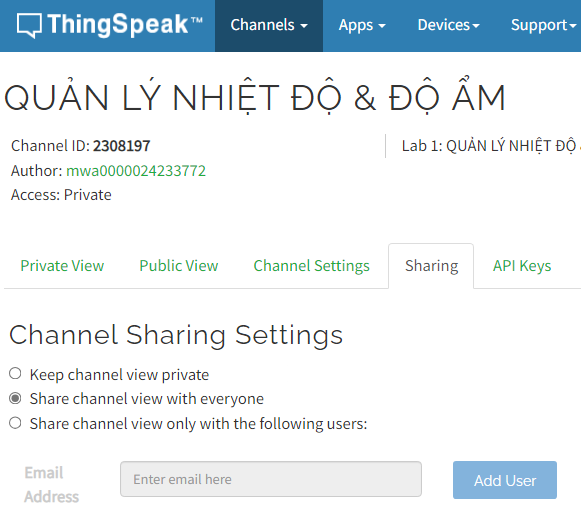 ThingSpeak™ Channels Apps Devices Support
QUẢN LÝ NHIỆT ĐỘ & ĐỘ ẨM
Channel ID: 2308197
Lab 1: QUẢN LÝ NHIỆT ĐỘ
Author: mwa0000024233772
Access: Private
Private View Public View Channel Settings Sharing API Keys
Channel Sharing Settings
Keep channel view private
Share channel view with everyone
Share channel view only with the following users:
Email Address
Enter email here
Add User